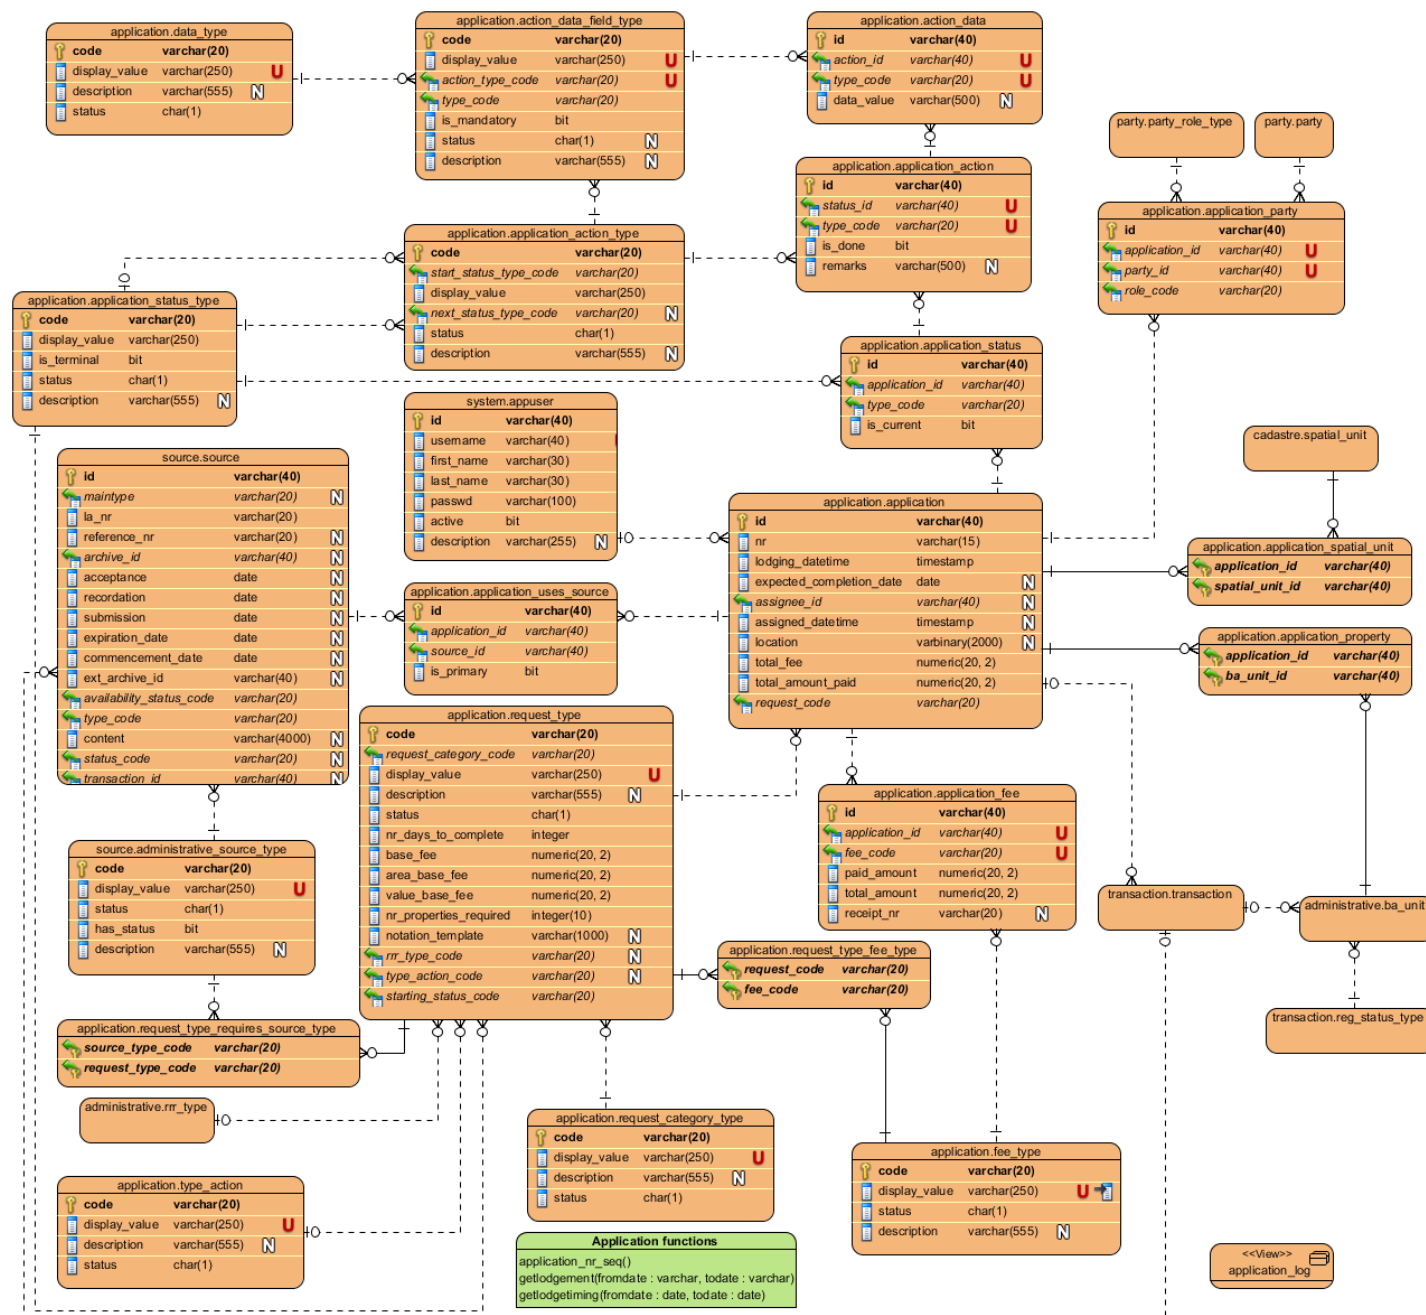 application.data_type
code varchar(20)
display_value varchar(250) U
description varchar(555) N
status char(1)
application.action_data_field_type
code varchar(20)
display_value varchar(250) U
action_type_code varchar(20) U
type_code varchar(20)
is_mandatory bit
status char(1) N
description varchar(555) N
application.action_data
id varchar(40)
action_id varchar(40) U
type_code varchar(20) U
data_value varchar(500) N
party.party_role_type
party.party
application.application_action
id varchar(40)
status_id varchar(40) U
type_code varchar(20) U
is_done bit
remarks varchar(500) N
application.application_party
id varchar(40)
application_id varchar(40) U
party_id varchar(40) U
role_code varchar(20)
application.application_action_type
code varchar(20)
start_status_type_code varchar(20)
display_value varchar(250)
next_status_type_code varchar(20) N
status char(1)
description varchar(555) N
application.application_status_type
code varchar(20)
display_value varchar(250)
is_terminal bit
status char(1)
description varchar(555) N
application.application_status
id varchar(40)
application_id varchar(40)
type_code varchar(20)
is_current bit
system.appuser
id varchar(40)
username varchar(40)
first_name varchar(30)
last_name varchar(30)
passwd varchar(100)
active bit
description varchar(255) N
cadastre.spatial_unit
source.source
id varchar(40)
maintype varchar(20) N
la_nr varchar(20)
reference_nr varchar(20) N
archive_id varchar(40) N
acceptance date N
recordation date N
submission date N
expiration_date date N
commencement_date date N
ext_archive_id varchar(40) N
availability_status_code varchar(20)
type_code varchar(20)
content varchar(4000) N
status_code varchar(20) N
transaction_id varchar(40) N
application.application
id varchar(40)
nr varchar(15)
lodging_datetime timestamp
expected_completion_date date N
assignee_id varchar(40) N
assigned_datetime timestamp N
location varbinary(2000) N
total_fee numeric(20, 2)
total_amount_paid numeric(20, 2)
request_code varchar(20)
application.application_spatial_unit
application_id varchar(40)
spatial_unit_id varchar(40)
application.application_uses_source
id varchar(40)
application_id varchar(40)
source_id varchar(40)
is_primary bit
application.application_property
application_id varchar(40)
ba_unit_id varchar(40)
application.request_type
code varchar(20)
request_category_code varchar(20)
display_value varchar(250) U
description varchar(555) N
status char(1)
nr_days_to_complete integer
base_fee numeric(20, 2)
area_base_fee numeric(20, 2)
value_base_fee numeric(20, 2)
nr_properties_required integer(10)
notation_template varchar(1000) N
rrr_type_code varchar(20) N
type_action_code varchar(20) N
starting_status_code varchar(20)
application.application_fee
id varchar(40)
application_id varchar(40) U
fee_code varchar(20) U
paid_amount numeric(20, 2)
total_amount numeric(20, 2)
receipt_nr varchar(20) N
source.administrative_source_type
code varchar(20)
display_value varchar(250) U
status char(1)
has_status bit
description varchar(555) N
transaction.transaction
administrative.ba_unit
application.request_type_fee_type
request_code varchar(20)
fee_code varchar(20)
transaction.reg_status_type
application.request_type_requires_source_type
source_type_code varchar(20)
request_type_code varchar(20)
administrative.rrr_type
application.request_category_type
code varchar(20)
display_value varchar(250) U
description varchar(555) N
status char(1)
application.fee_type
code varchar(20)
display_value varchar(250) U
status char(1)
description varchar(555) N
application.type_action
code varchar(20)
display_value varchar(250) U
description varchar(555) N
status char(1)
Application functions
application_nr_seq()
getlodgement(fromdate : varchar, todate : varchar)
getlodgetiming(fromdate : date, todate : date)
<<View>>
application_log